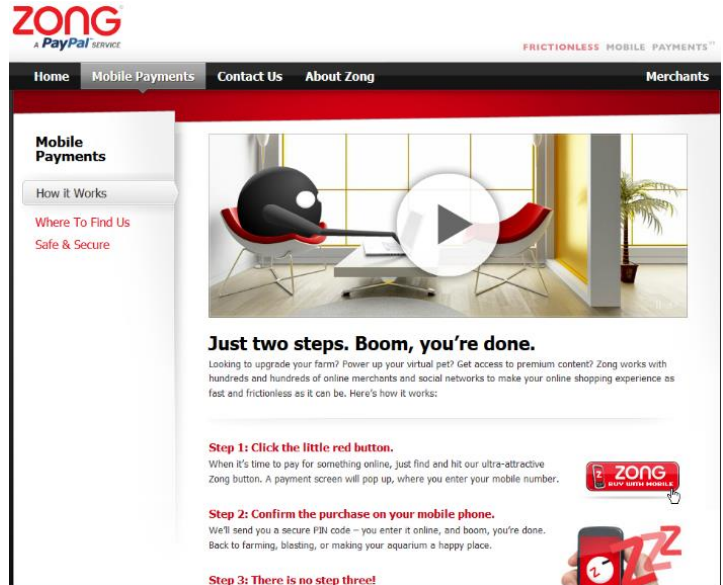 ZONG
A PayPal SERVICE
FRICTIONLESS MOBILE PAYMENTS
Home Mobile Payments Contact Us About Zong Merchants
Mobile
Payments
How it Works
Where To Find Us
Safe & Secure
Just two steps. Boom, you're done.
Looking to upgrade your farm? Power up your virtual pet? Get access to premium content? Zong works with
hundreds and hundreds of online merchants and social networks to make your online shopping experience as
fast and frictionless as it can be. Here's how it works:
Step 1: Click the little red button.
When it's time to pay for something online, just find and hit our ultra-attractive
Zong button. A payment screen will pop up, where you enter your mobile number.
Z ZONG
BUY WITH MOBILE
Step 2: Confirm the purchase on your mobile phone.
We'll send you a secure PIN code – you enter it online, and boom, you're done.
Back to farming, blasting, or making your aquarium a happy place.
Z ZZZ
Step 3: There is no step three!